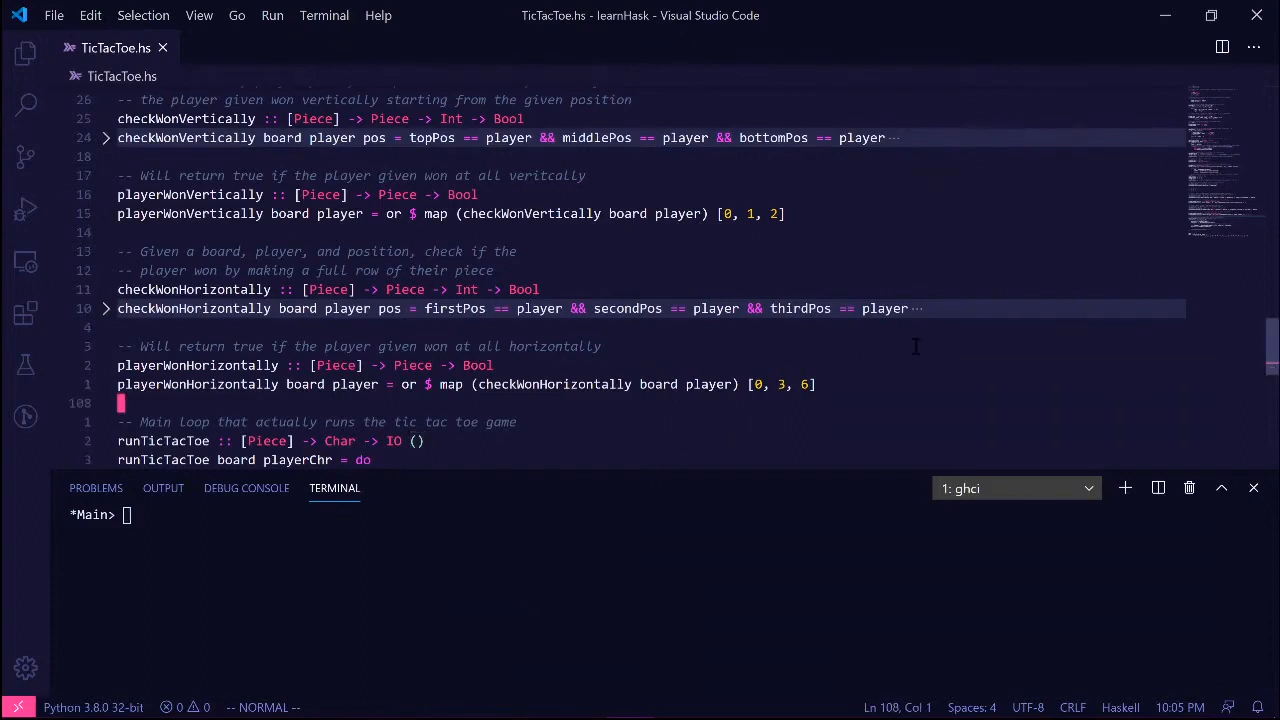 File Edit Selection View Go Run Terminal Help TicTacToe.hs - learnHask - Visual Studio Code
TicTacToe.hs
TicTacToe.hs
26 -- the player given won vertically starting from the given position
25 checkWonVertically :: [Piece] -> Piece -> Int -> Bool
24 checkWonVertically board player pos = topPos == player && middlePos == player && bottomPos == player ...
18
17 -- Will return true if the player given won at all vertically
16 playerWonVertically :: [Piece] -> Piece -> Bool
15 playerWonVertically board player = or $ map (checkWonVertically board player) [0, 1, 2]
14
13 -- Given a board, player, and position, check if the
12 -- player won by making a full row of their piece
11 checkWonHorizontally :: [Piece] -> Piece -> Int -> Bool
10 checkWonHorizontally board player pos = firstPos == player && secondPos == player && thirdPos == player ...
4
3 -- Will return true if the player given won at all horizontally
2 playerWonHorizontally :: [Piece] -> Piece -> Bool
1 playerWonHorizontally board player = or $ map (checkWonHorizontally board player) [0, 3, 6]
108
1 -- Main loop that actually runs the tic tac toe game
2 runTicTacToe :: [Piece] -> Char -> IO ()
3 runTicTacToe board playerChr = do
PROBLEMS OUTPUT DEBUG CONSOLE TERMINAL 1: ghci
*Main>
Python 3.8.0 32-bit 0 0 -- NORMAL -- Ln 108, Col 1 Spaces: 4 UTF-8 CRLF Haskell 10:05 PM